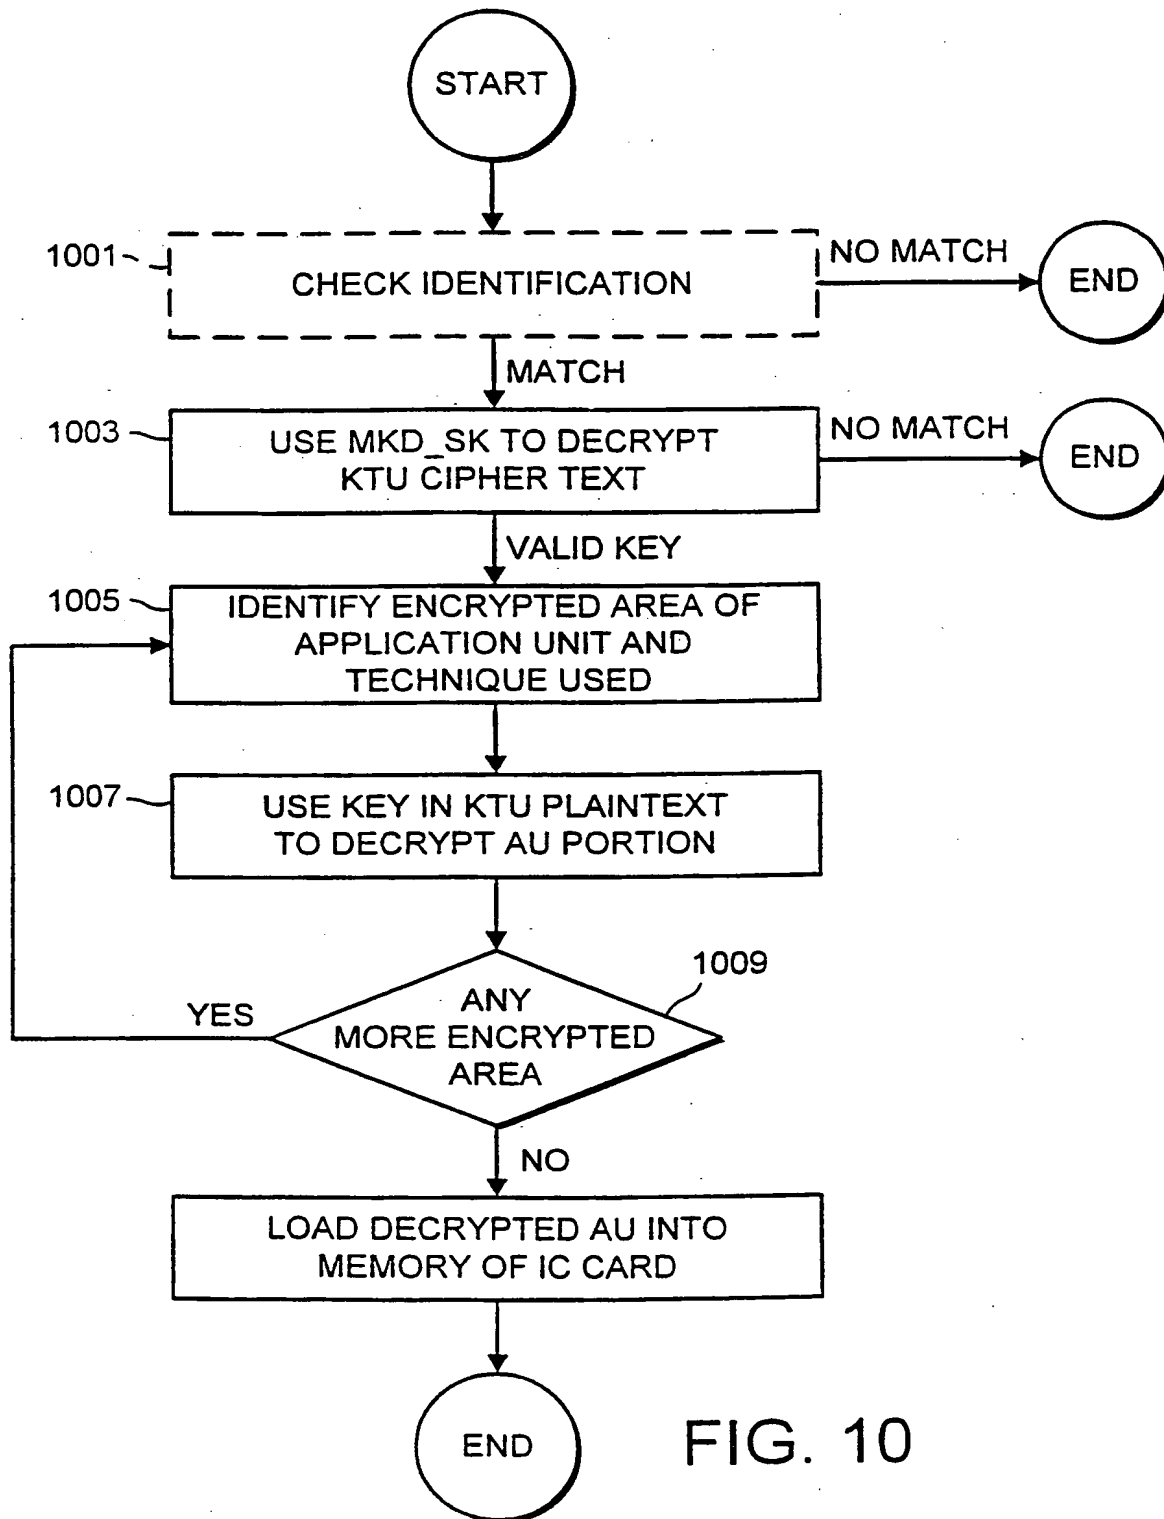 START
1001
CHECK IDENTIFICATION
NO MATCH
END
MATCH
1003
USE MKD_SK TO DECRYPT
KTU CIPHER TEXT
NO MATCH
END
VALID KEY
1005
IDENTIFY ENCRYPTED AREA OF
APPLICATION UNIT AND
TECHNIQUE USED
1007
USE KEY IN KTU PLAINTEXT
TO DECRYPT AU PORTION
1009
ANY
MORE ENCRYPTED
AREA
YES
NO
LOAD DECRYPTED AU INTO
MEMORY OF IC CARD
END
FIG. 10